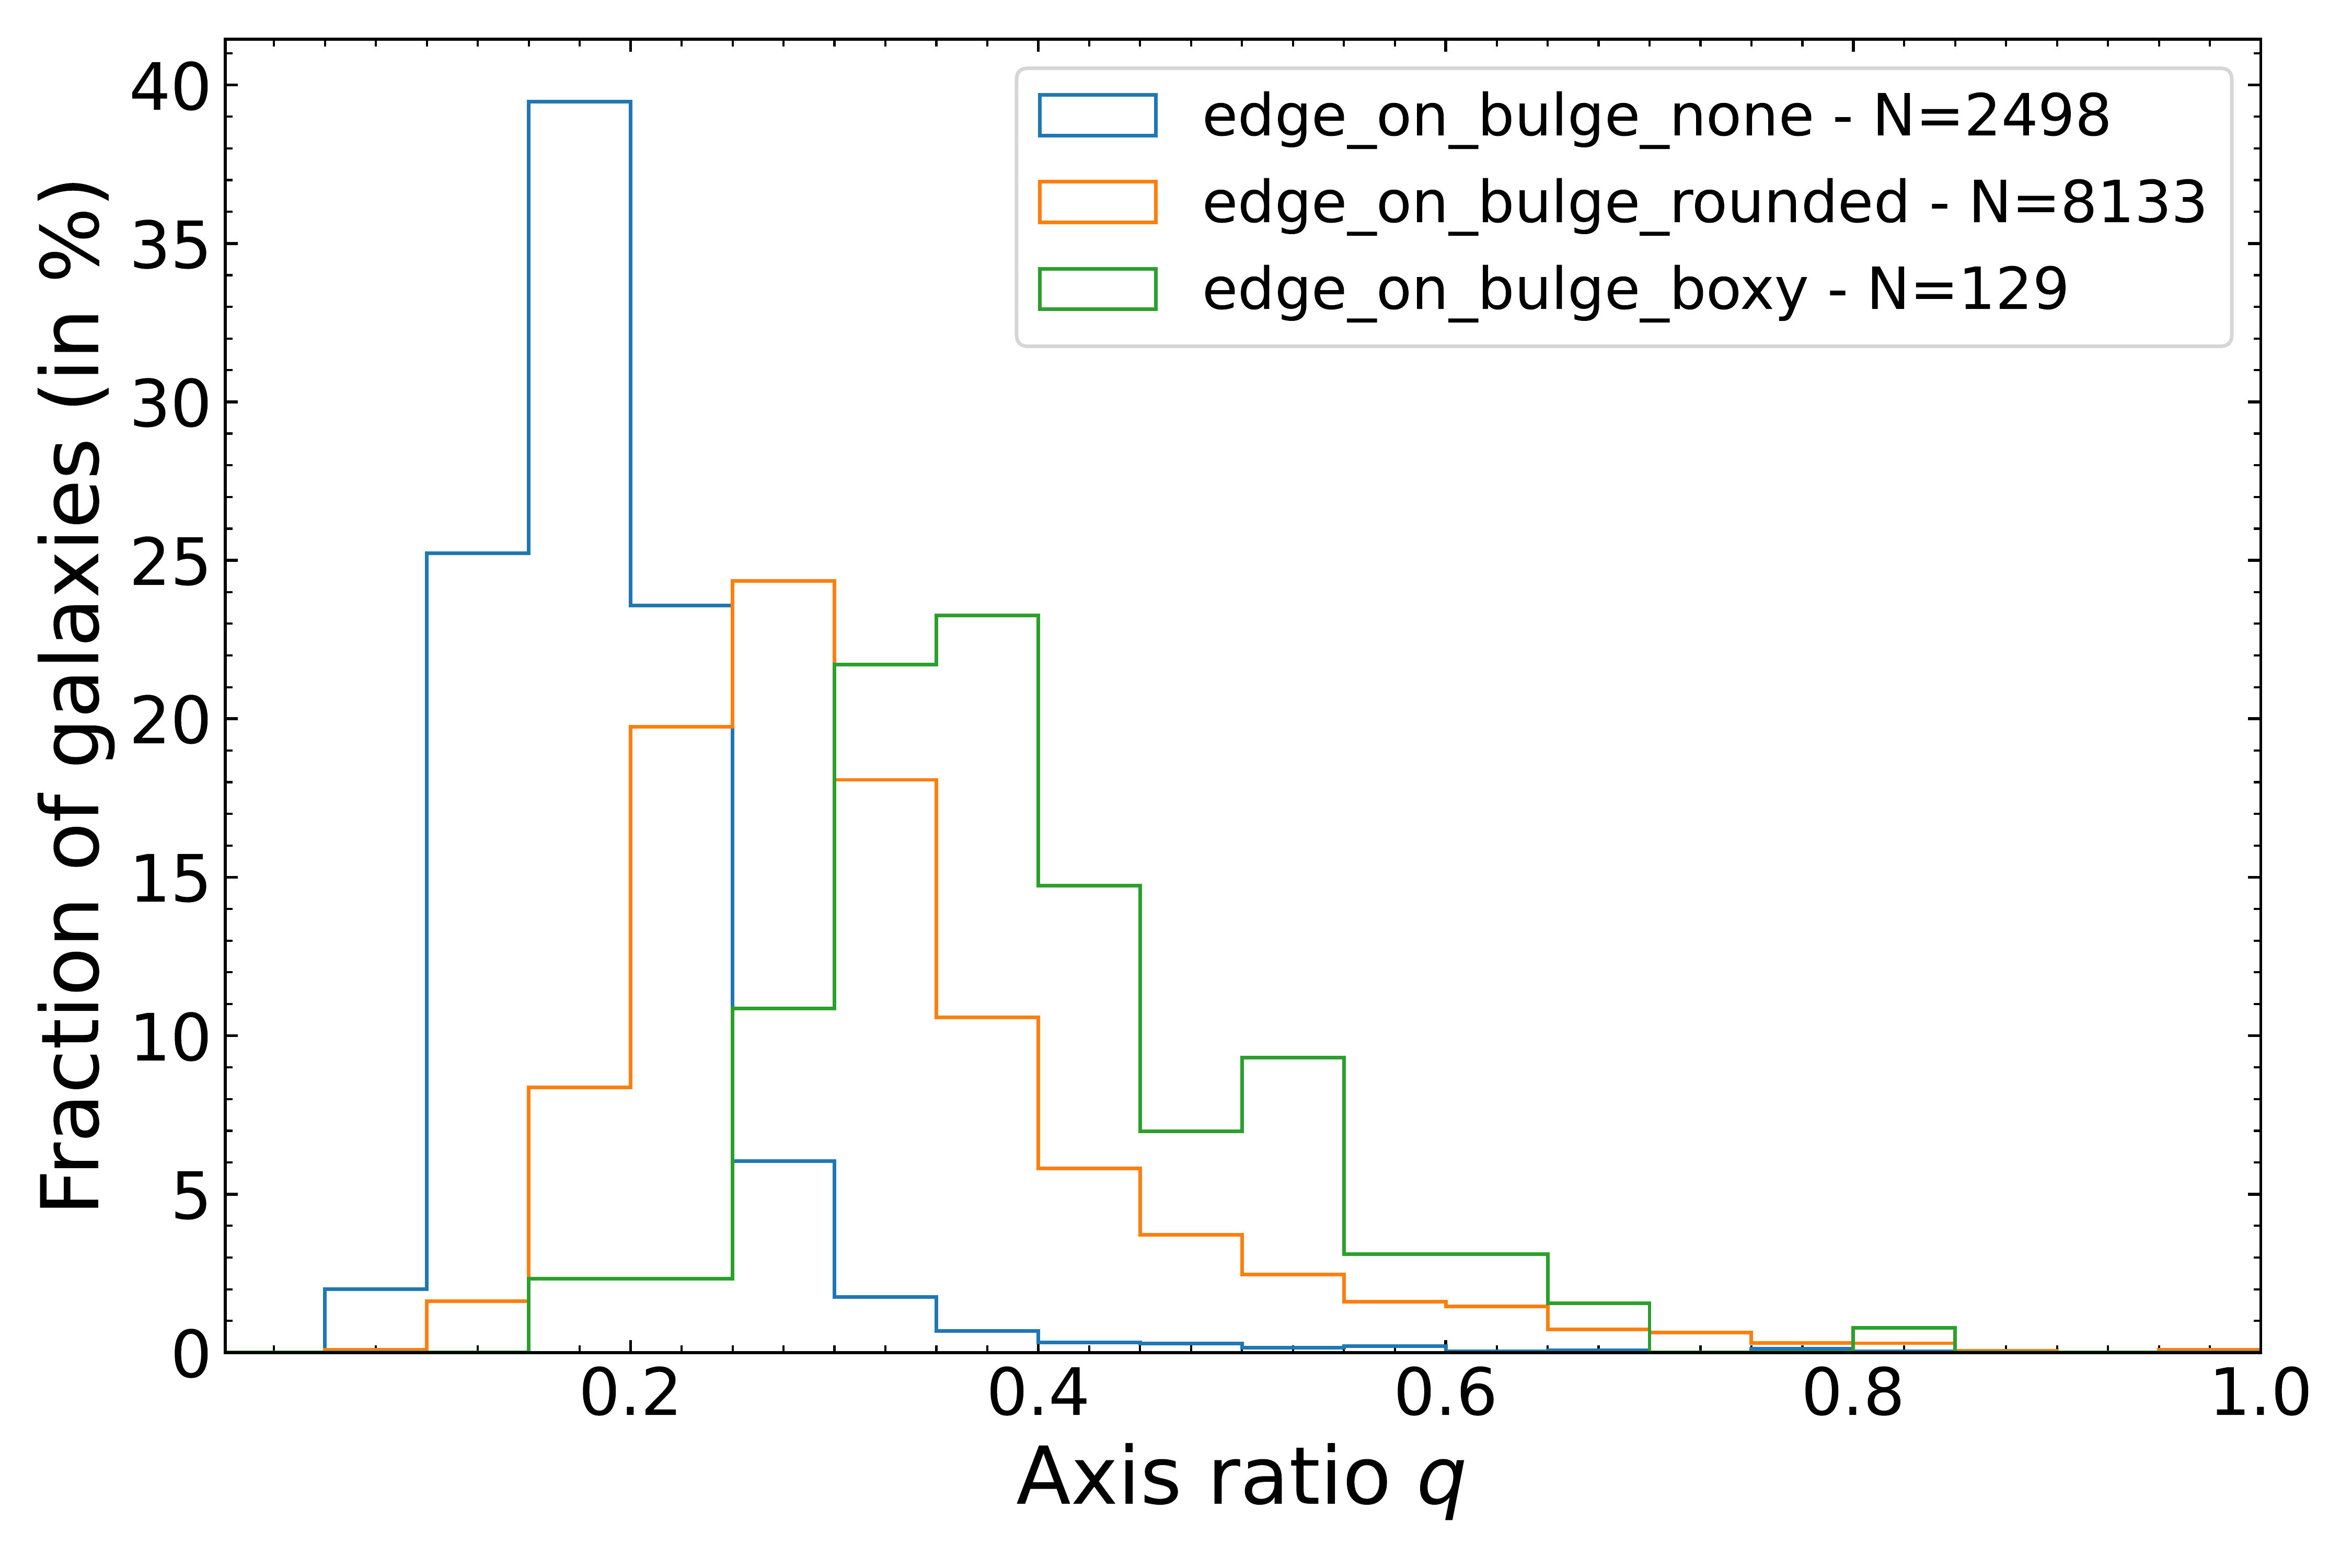 edge_on_bulge_none - N=2498
edge_on_bulge_rounded - N=8133
edge_on_bulge_boxy - N=129
Fraction of galaxies (in %)
40
35
30
25
20
15
10
5
0
0.2 0.4 0.6 0.8 1.0
Axis ratio q